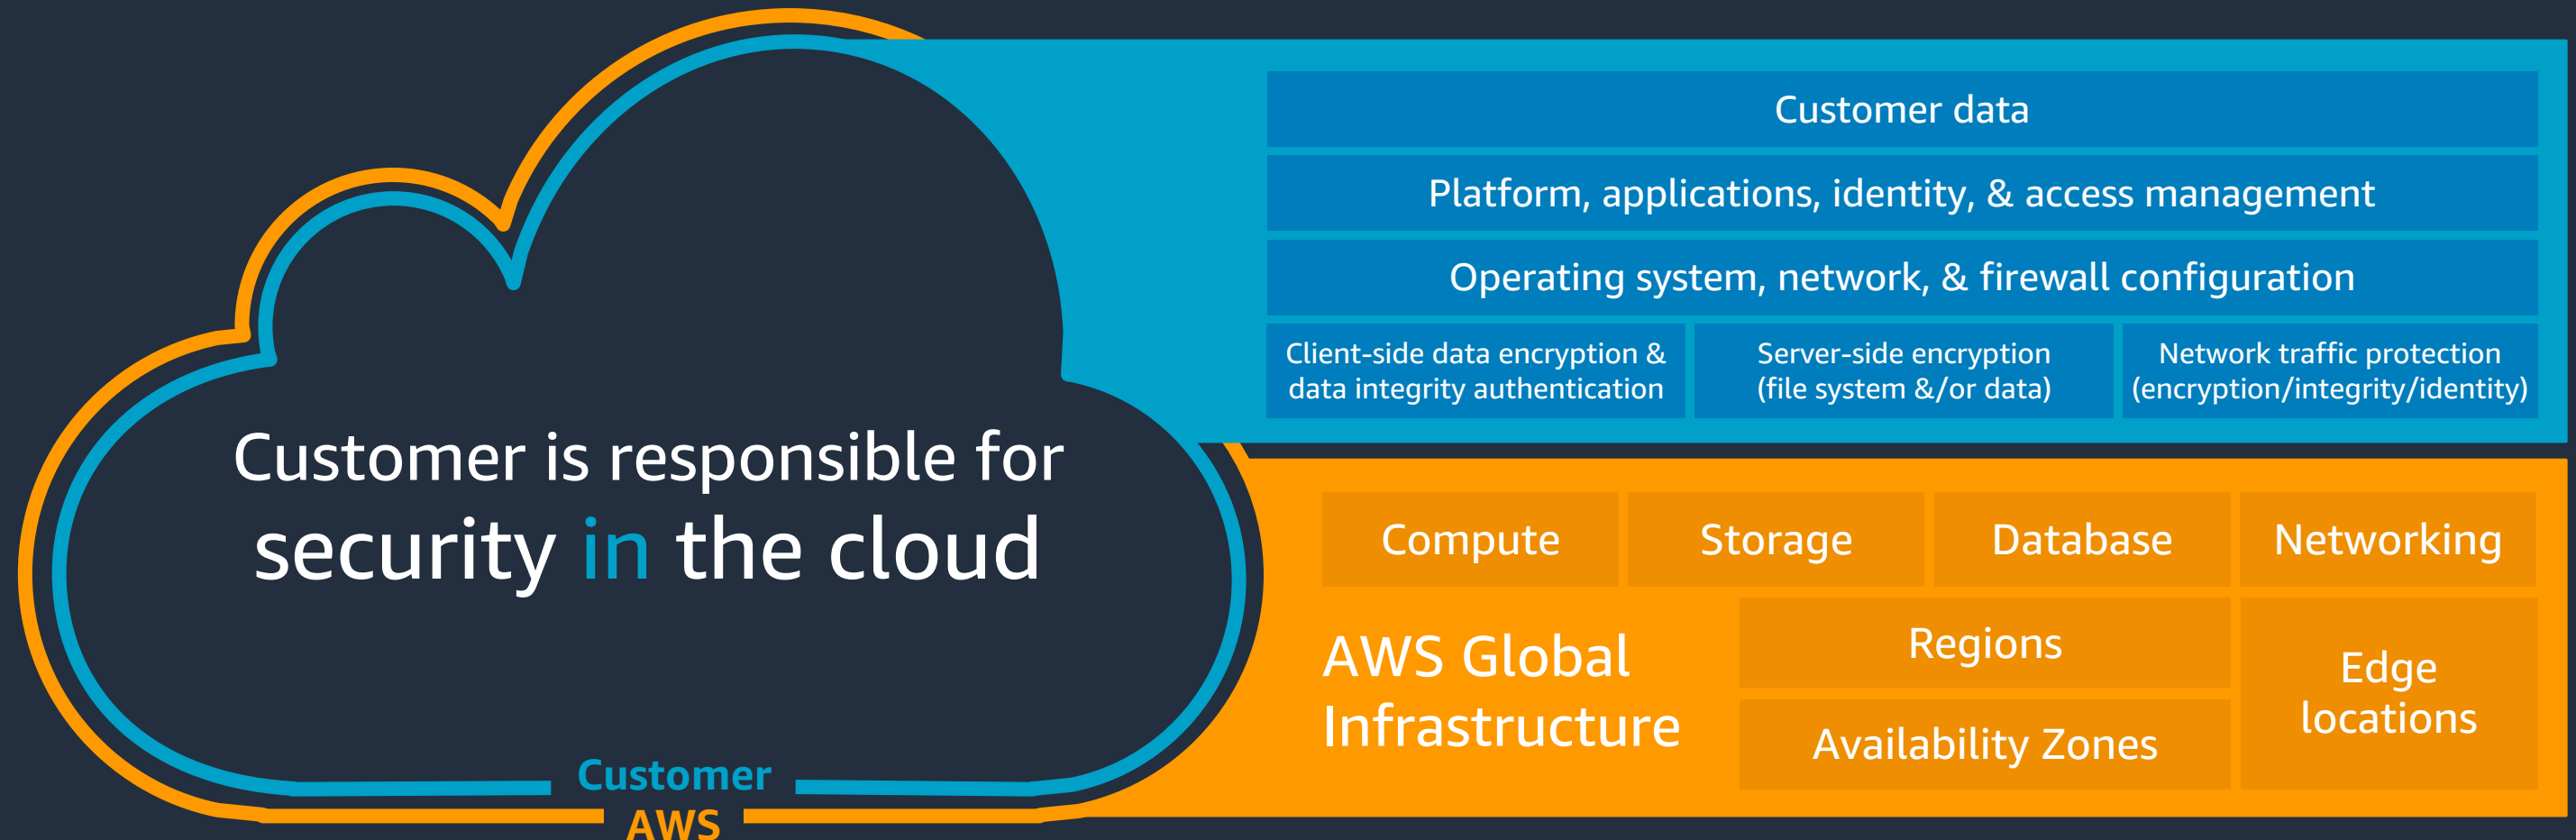 Customer is responsible for
security in the cloud
Customer
AWS
Customer data
Platform, applications, identity, & access management
Operating system, network, & firewall configuration
Client-side data encryption &
data integrity authentication
Server-side encryption
(file system &/or data)
Network traffic protection
(encryption/integrity/identity)
Compute
Storage
Database
Networking
AWS Global
Infrastructure
Regions
Availability Zones
Edge
locations